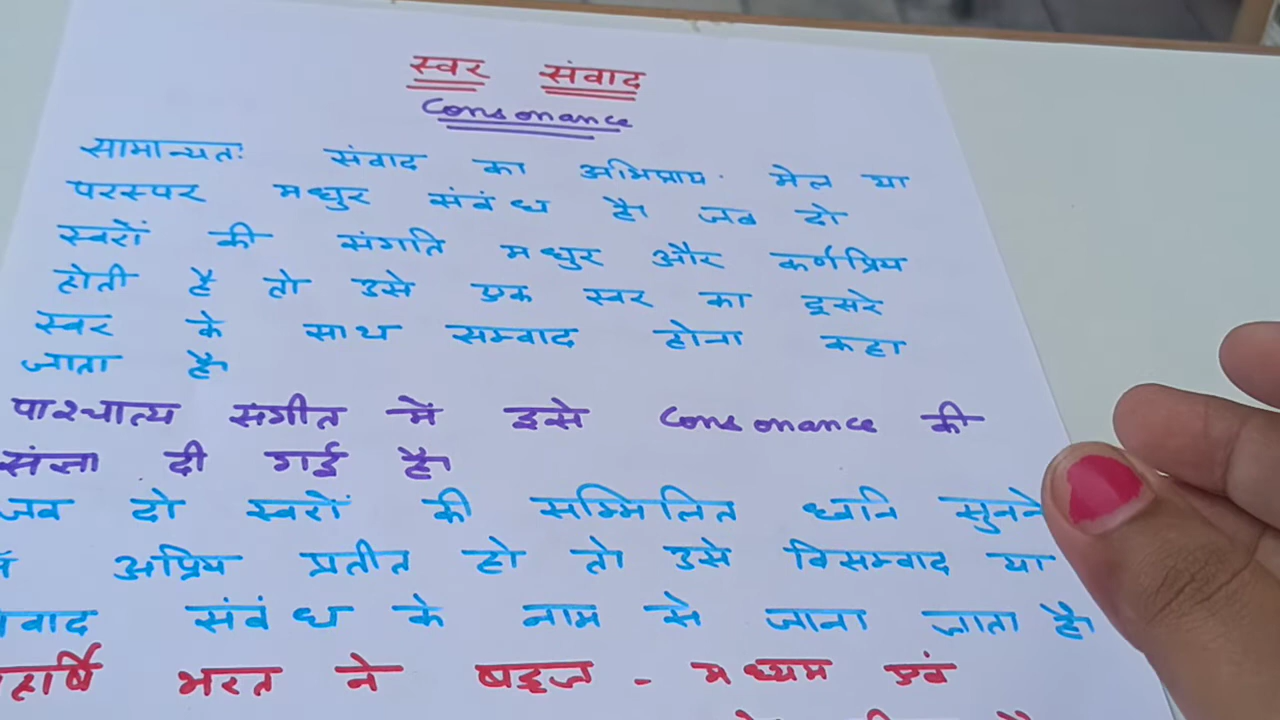 स्वर संवाद
Consonance
सामान्यतः संवाद का अभिप्राय मेल या
परस्पर मधुर संबंध है। जब दो
स्वरों की संगति मधुर और कर्णप्रिय
होती है तो उसे एक स्वर का दूसरे
स्वर के साथ सम्वाद होना कहा
जाता है।
पाश्चात्य संगीत में इसे Consonance की
संज्ञा दी गई है।
जब दो स्वरों की सम्मिलित ध्वनि सुनने
अप्रिय प्रतीत हो तो उसे विसम्वाद या
संबंध के नाम से जाना जाता है।
भरत ने षड्ज - मध्यम एवं